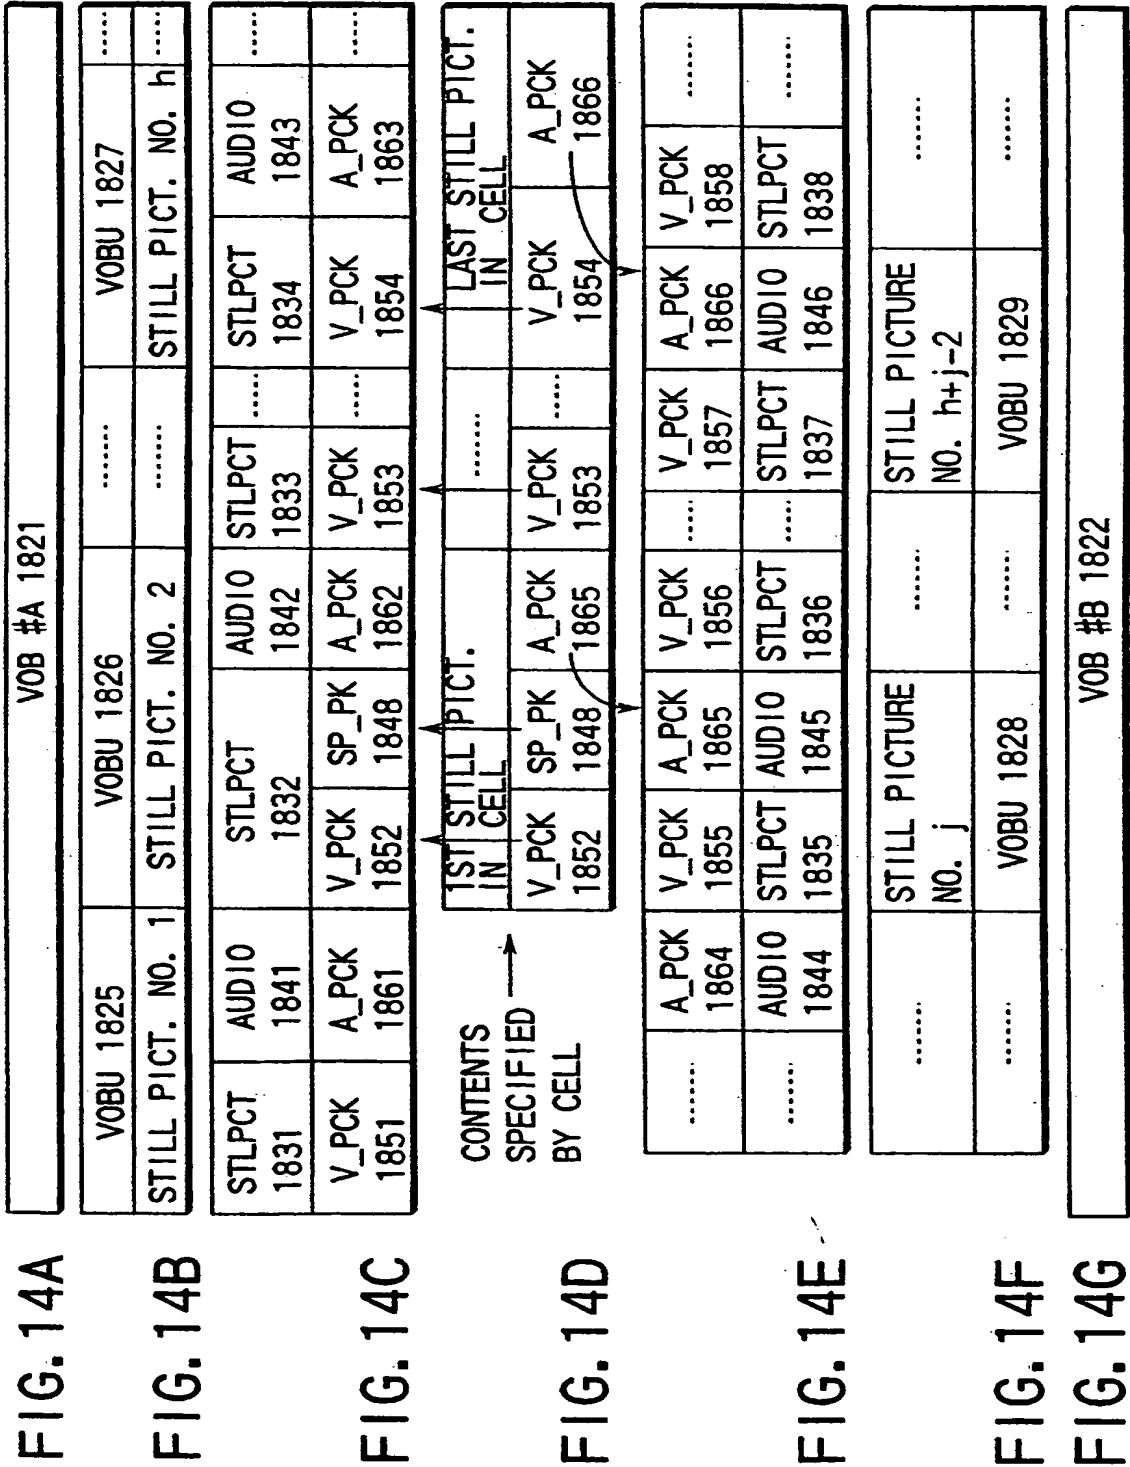 FIG. 14A
VOB #A 1821
FIG. 14B
VOBU 1825
VOBU 1826
.......
VOBU 1827
.....
STILL PICT. NO. 1
STILL PICT. NO. 2
.......
STILL PICT. NO. h
.....
FIG. 14C
STLPCT
1831
AUDIO
1841
STLPCT
1832
AUDIO
1842
STLPCT
1833
.....
STLPCT
1834
AUDIO
1843
.....
V_PCK
1851
A_PCK
1861
V_PCK
1852
SP_PK
1848
A_PCK
1862
V_PCK
1853
.....
V_PCK
1854
A_PCK
1863
.....
FIG. 14D
CONTENTS
SPECIFIED
BY CELL
1ST STILL PICT.
IN CELL
.......
LAST STILL PICT.
IN CELL
V_PCK
1852
SP_PK
1848
A_PCK
1865
V_PCK
1853
.....
V_PCK
1854
A_PCK
1866
FIG. 14E
.......
A_PCK
1864
V_PCK
1855
A_PCK
1865
V_PCK
1856
.....
V_PCK
1857
A_PCK
1866
V_PCK
1858
.......
.......
AUDIO
1844
STLPCT
1835
AUDIO
1845
STLPCT
1836
.....
STLPCT
1837
AUDIO
1846
STLPCT
1838
.......
FIG. 14F
.......
STILL PICTURE
NO. j
.......
STILL PICTURE
NO. h+j-2
.......
.......
VOBU 1828
.......
VOBU 1829
.......
FIG. 14G
VOB #B 1822